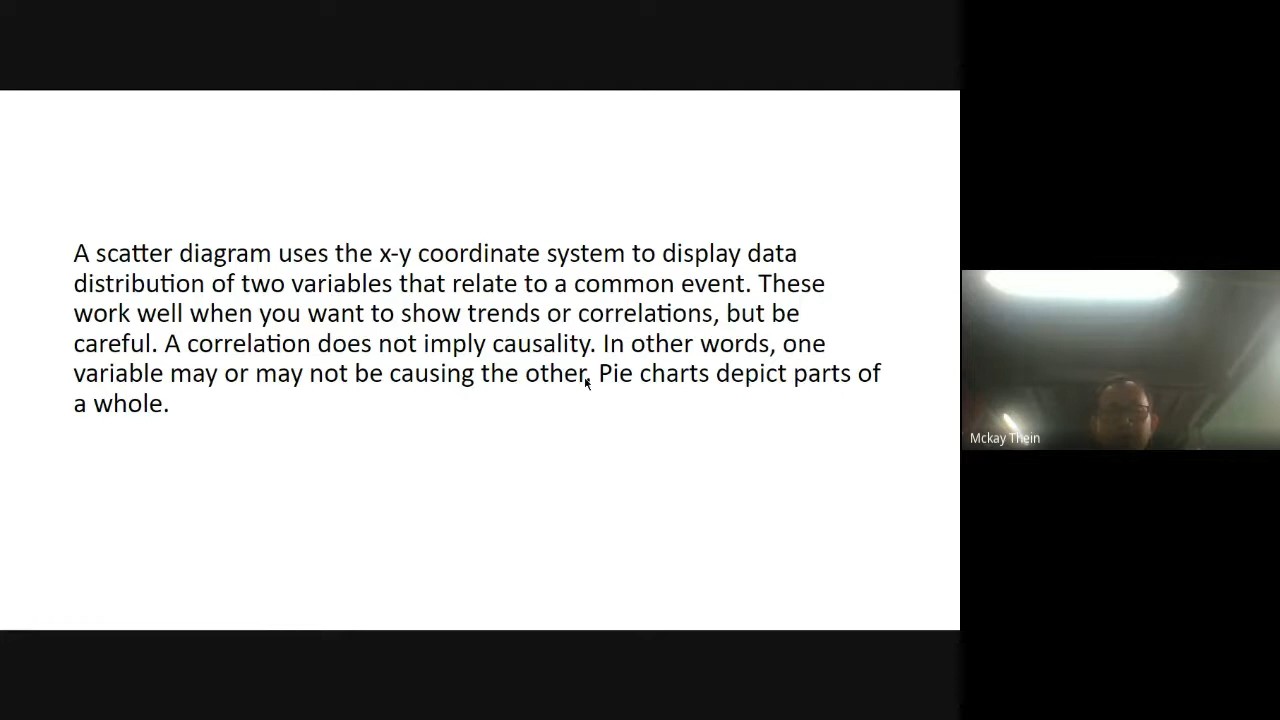 A scatter diagram uses the x-y coordinate system to display data
distribution of two variables that relate to a common event. These
work well when you want to show trends or correlations, but be
careful. A correlation does not imply causality. In other words, one
variable may or may not be causing the other. Pie charts depict parts of
a whole.
Mckay Thein